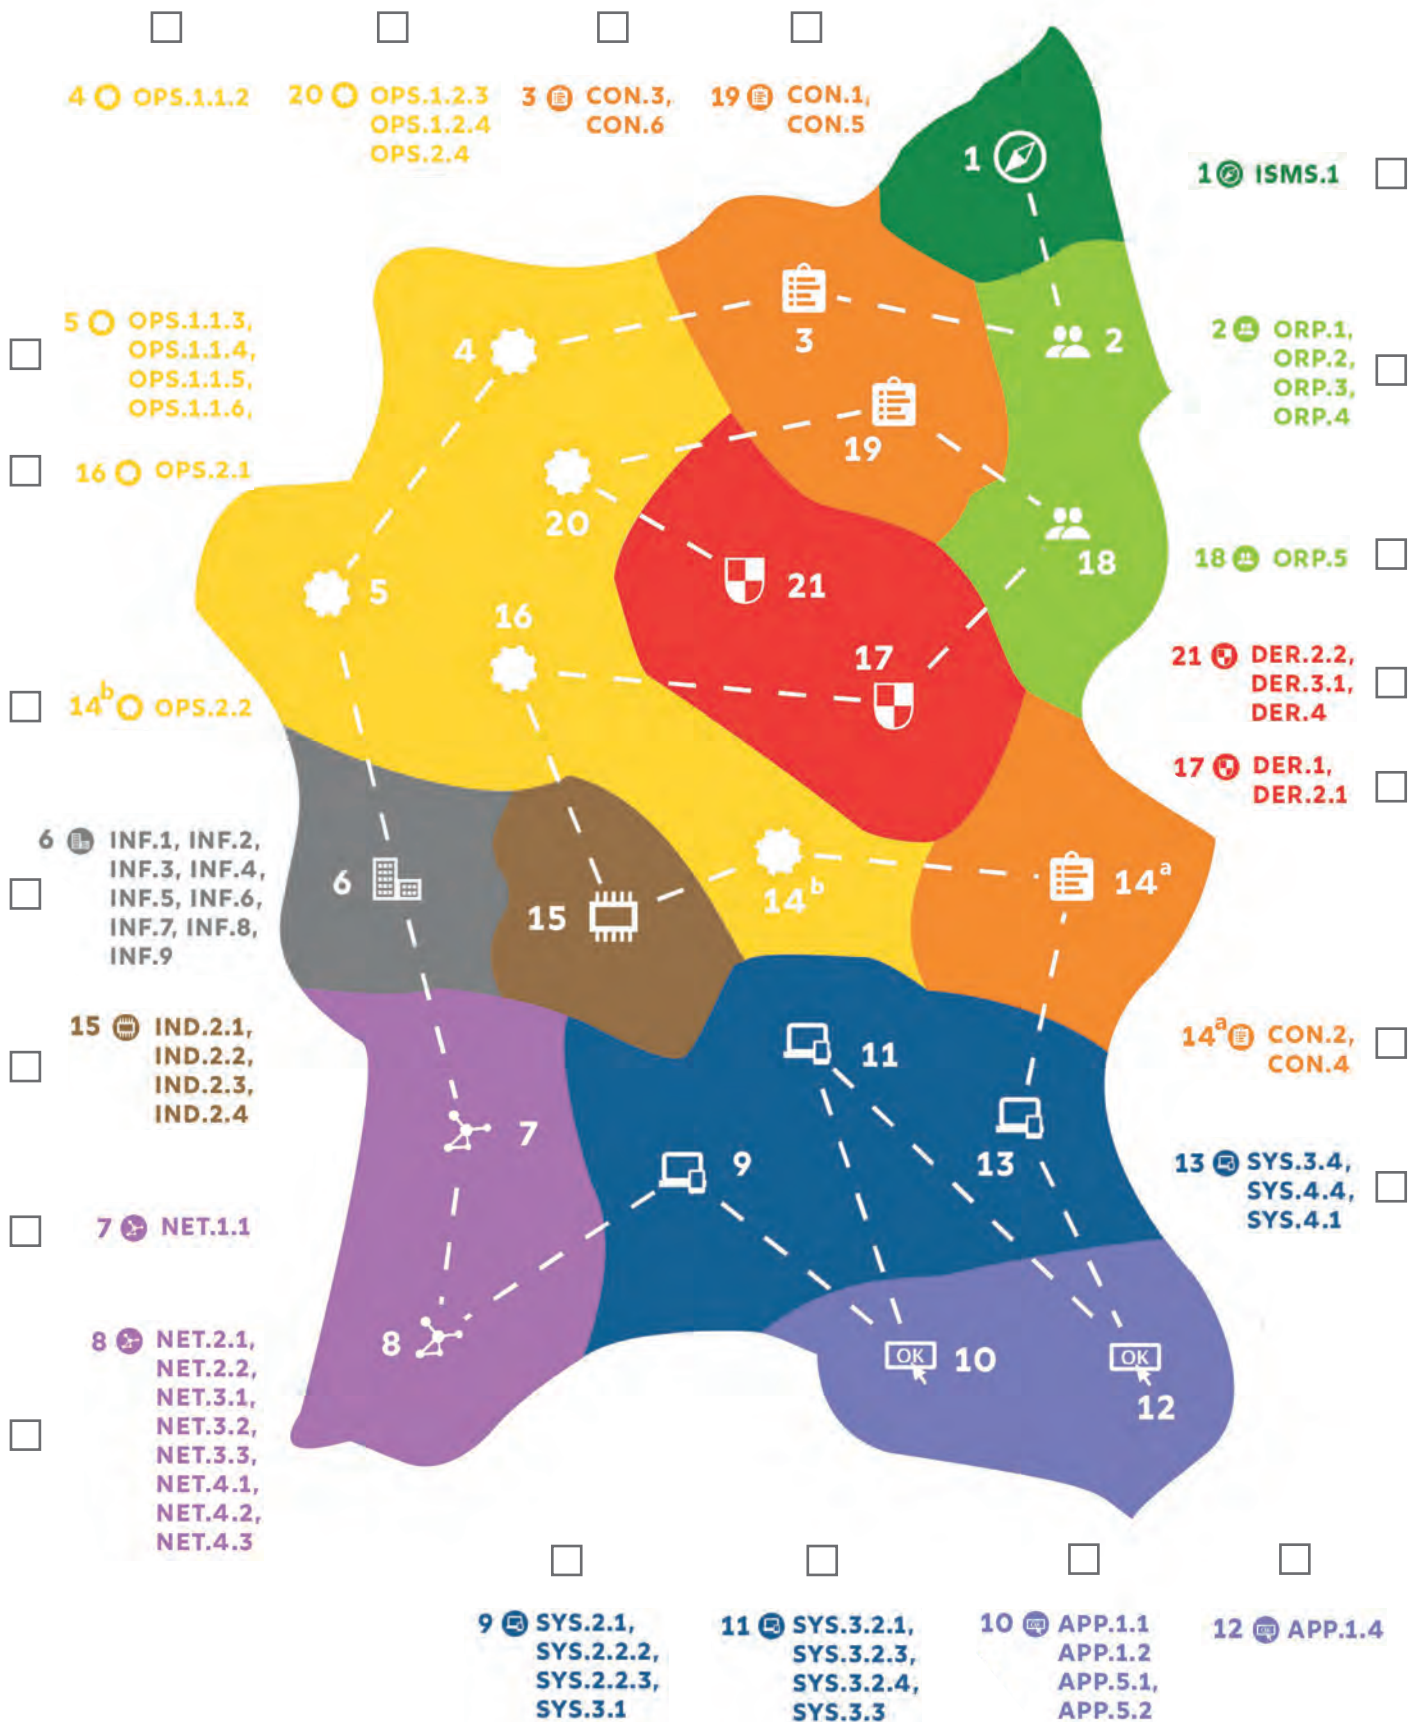 4 OPS.1.1.2
20 OPS.1.2.3
OPS.1.2.4
OPS.2.4
3 CON.3,
CON.6
19 CON.1,
CON.5
1 ISMS.1
2 ORP.1,
ORP.2,
ORP.3,
ORP.4
18 ORP.5
21 DER.2.2,
DER.3.1,
DER.4
17 DER.1,
DER.2.1
14a CON.2,
CON.4
13 SYS.3.4,
SYS.4.4,
SYS.4.1
5 OPS.1.1.3,
OPS.1.1.4,
OPS.1.1.5,
OPS.1.1.6,
16 OPS.2.1
14b OPS.2.2
6 INF.1, INF.2,
INF.3, INF.4,
INF.5, INF.6,
INF.7, INF.8,
INF.9
15 IND.2.1,
IND.2.2,
IND.2.3,
IND.2.4
7 NET.1.1
8 NET.2.1,
NET.2.2,
NET.3.1,
NET.3.2,
NET.3.3,
NET.4.1,
NET.4.2,
NET.4.3
1
2
3
4
19
20
18
21
5
16
17
6
15
14b
14a
11
7
9
13
8
OK 10
OK
12
9 SYS.2.1,
SYS.2.2.2,
SYS.2.2.3,
SYS.3.1
11 SYS.3.2.1,
SYS.3.2.3,
SYS.3.2.4,
SYS.3.3
10 APP.1.1
APP.1.2
APP.5.1,
APP.5.2
12 APP.1.4